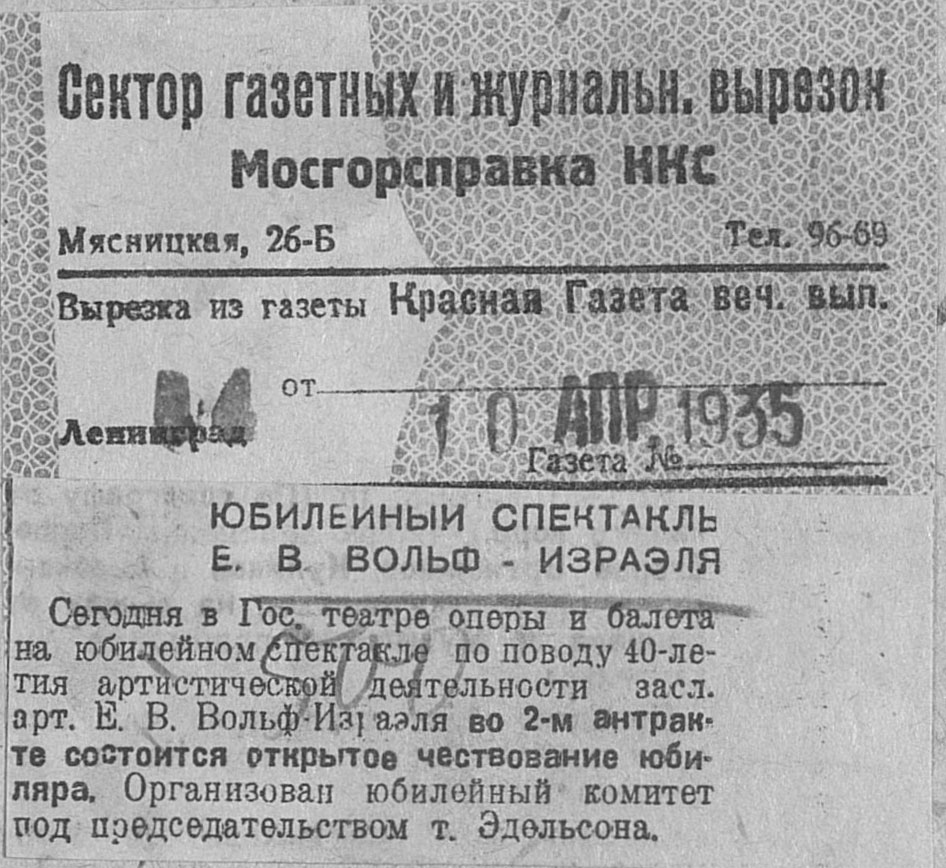 Сектор газетных и журнальн. вырезок
Мосгорсправка НКС
Мясницкая, 26-Б Тел. 96-69
Вырезка из газеты Красная Газета веч. вып.
от
Ленинград 10 АПР. 1935
Газета №
ЮБИЛЕЙНЫЙ СПЕКТАКЛЬ
Е. В. ВОЛЬФ-ИЗРАЭЛЯ
Сегодня в Гос. театре оперы и балета
на юбилейном спектакле по поводу 40-ле-
тия артистической деятельности засл.
арт. Е. В. Вольф-Израэля во 2-м антрак-
те состоится открытое чествование юби-
ляра. Организован юбилейный комитет
под председательством т. Эдельсона.